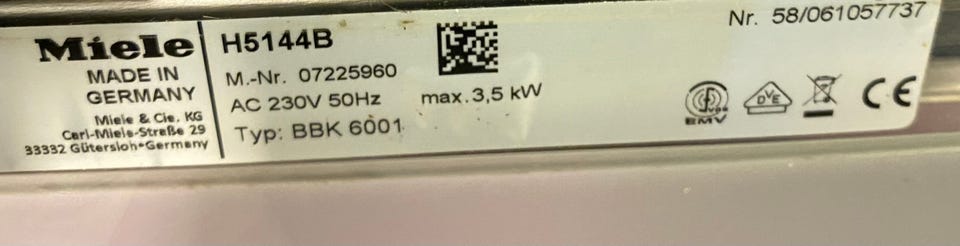 Miele
MADE IN
GERMANY
Miele & Cie. KG
Carl-Miele-Straße 29
33332 Gütersloh•Germany
H5144B
M.-Nr. 07225960
AC 230V 50Hz
max. 3,5 kW
Typ: BBK 6001
Nr. 58/061057737
EMV
DVE
CE